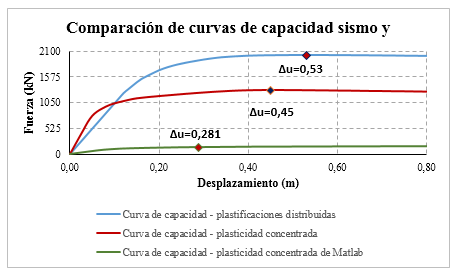 Comparación de curvas de capacidad sismo y
Fuerza (kN)
2100
1575
1050
525
0
Δu=0,53
Δu=0,45
Δu=0,281
0,00 0,20 0,40 0,60 0,80
Desplazamiento (m)
Curva de capacidad - plastificaciones distribuidas
Curva de capacidad - plasticidad concentrada
Curva de capacidad - plasticidad concentrada de Matlab